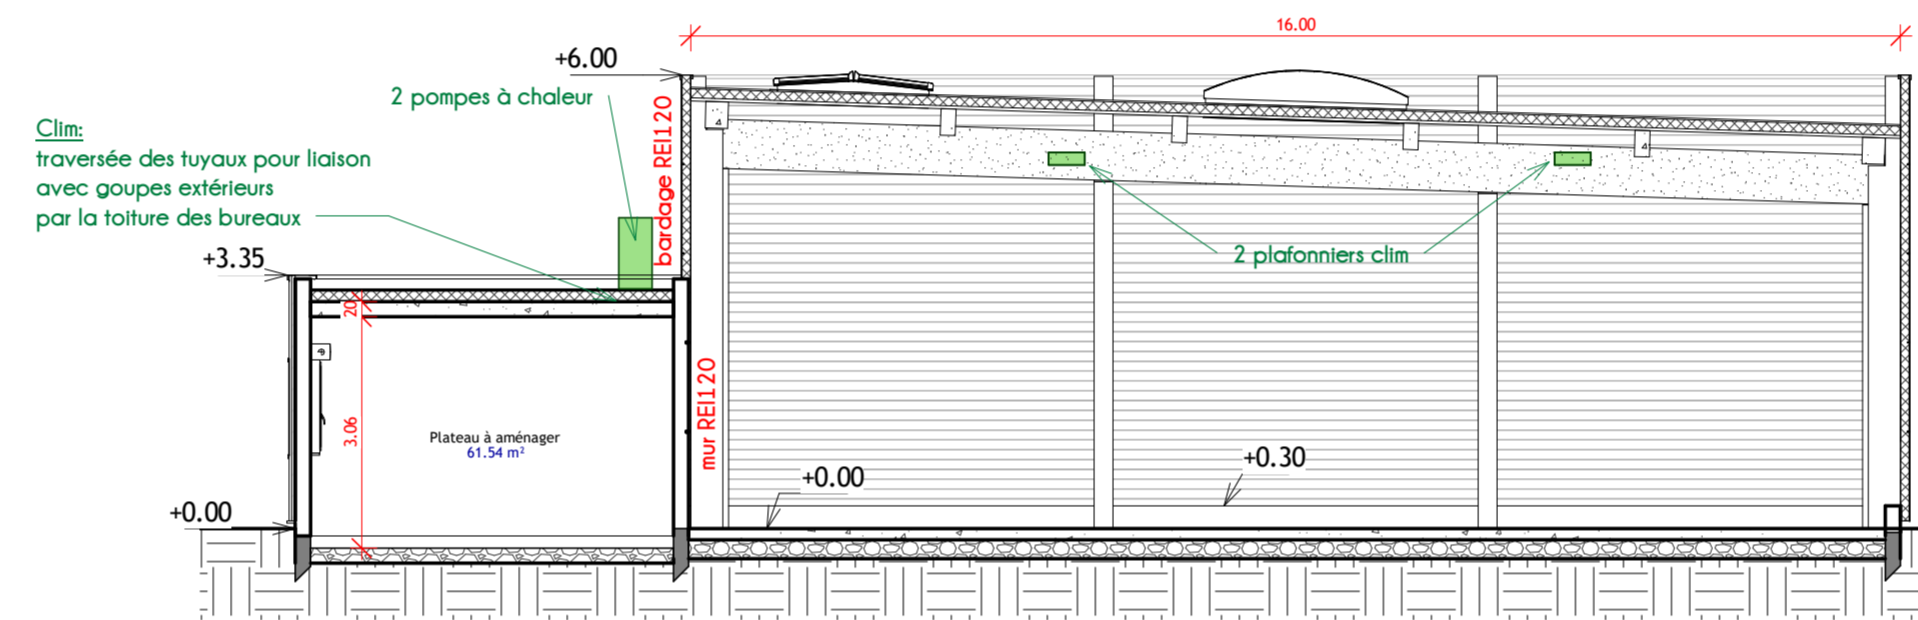 16.00
+6.00
2 pompes à chaleur
Clim:
traversée des tuyaux pour liaison
avec goupes extérieurs
par la toiture des bureaux
bardage REI120
2 plafonniers clim
+3.35
20
3.06
Plateau à aménager
61.54 m²
mur REI120
+0.00
+0.30
+0.00